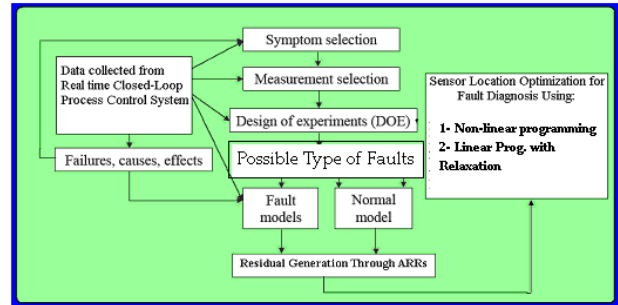 Symptom selection
Data collected from
Real time Closed-Loop
Process Control System
Measurement selection
Sensor Location Optimization for
Fault Diagnosis Using:
1- Non-linear programming
2- Linear Prog. with
Relaxation
Design of experiments (DOE)
Failures, causes, effects
Possible Type of Faults
Fault
models
Normal
model
Residual Generation Through ARRs